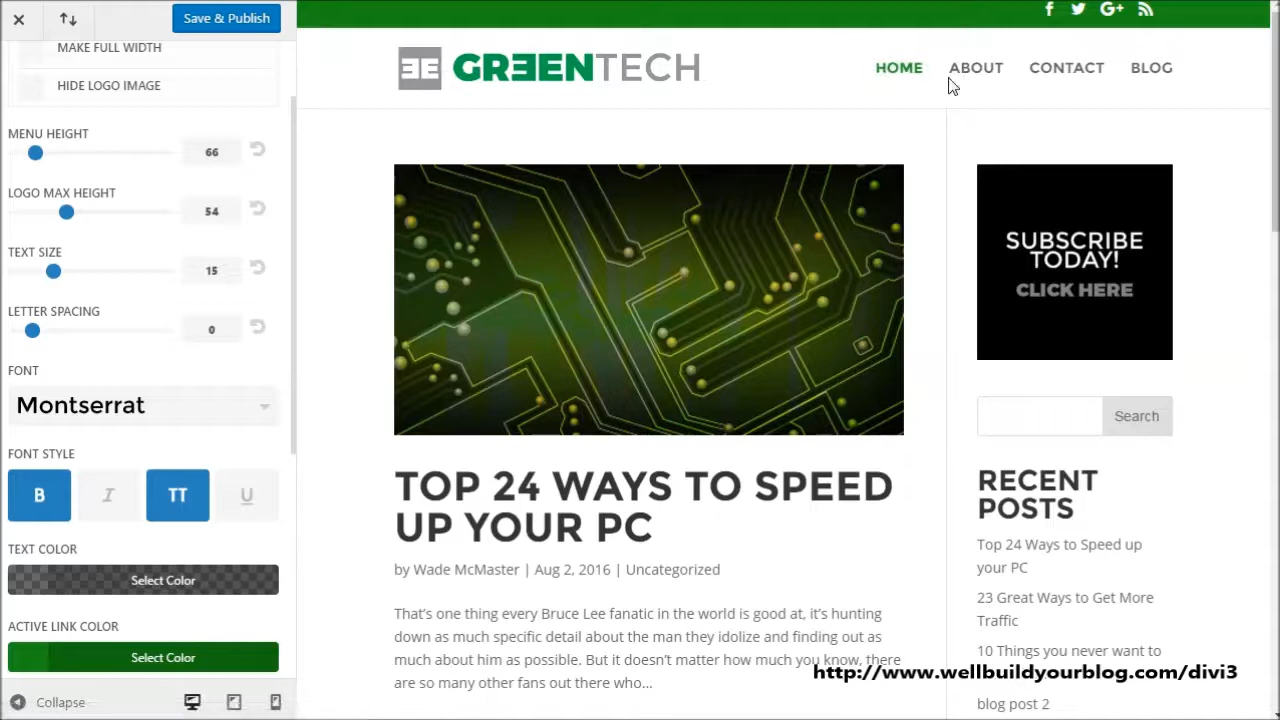 Save & Publish
MAKE FULL WIDTH
HIDE LOGO IMAGE
MENU HEIGHT
66
LOGO MAX HEIGHT
54
TEXT SIZE
15
LETTER SPACING
0
FONT
Montserrat
FONT STYLE
B I TT U
TEXT COLOR
Select Color
ACTIVE LINK COLOR
Select Color
Collapse
G+
GREENTECH
HOME ABOUT CONTACT BLOG
TOP 24 WAYS TO SPEED
UP YOUR PC
by Wade McMaster | Aug 2, 2016 | Uncategorized
That's one thing every Bruce Lee fanatic in the world is good at, it's hunting
down as much specific detail about the man they idolize and finding out as
much about him as possible. But it doesn't matter how much you know, there
are so many other fans out there who...
SUBSCRIBE
TODAY!
CLICK HERE
Search
RECENT
POSTS
Top 24 Ways to Speed up
your PC
23 Great Ways to Get More
Traffic
10 Things you never want to
http://www.wellbuildyourblog.com/divi3
blog post 2